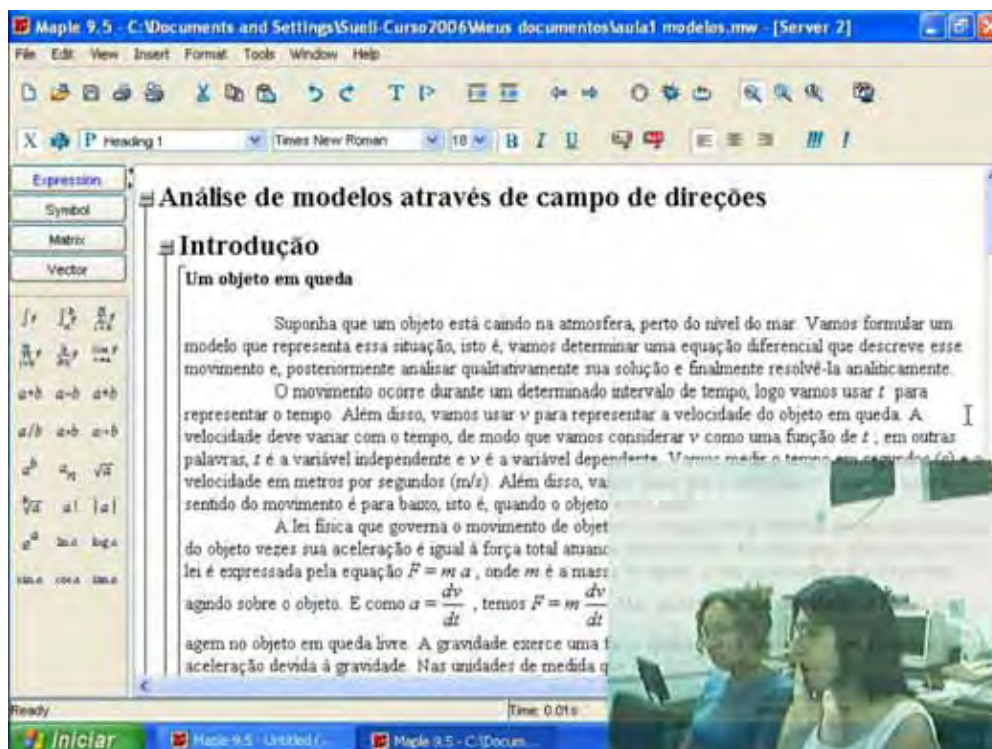 Maple 9.5 - C:\Documents and Settings\Sueli-Curso2006\Meus documentos\aula1 modelos.mw - [Server 2]
File Edit View Insert Format Tools Window Help
P Heading 1 Times New Roman 18 B I U
Expression
Symbol
Matrix
Vector
Análise de modelos através de campo de direções
Introdução
Um objeto em queda
Suponha que um objeto está caindo na atmosfera, perto do nível do mar. Vamos formular um
modelo que representa essa situação, isto é, vamos determinar uma equação diferencial que descreve esse
movimento e, posteriormente analisar qualitativamente sua solução e finalmente resolvê-la analiticamente.
O movimento ocorre durante um determinado intervalo de tempo, logo vamos usar t para
representar o tempo. Além disso, vamos usar v para representar a velocidade do objeto em queda. A
velocidade deve variar com o tempo, de modo que vamos considerar v como uma função de t ; em outras
palavras, t é a variável independente e v é a variável dependente. Vamos medir o tempo em segundos (s) e a
velocidade em metros por segundos (m/s). Além disso,
sentido do movimento é para baixo, isto é, quando o objeto
A lei física que governa o movimento de
do objeto vezes sua aceleração é igual à força total
lei é expressada pela equação F = m a , onde m é a
agindo sobre o objeto. E como a = dv/dt , temos F = m dv/dt
agem no objeto em queda livre. A gravidade exerce uma
aceleração devida à gravidade. Nas unidades de medida
Ready Time: 0.01s
Iniciar Maple 9.5 - Untitled (... Maple 9.5 - C:\Docum...